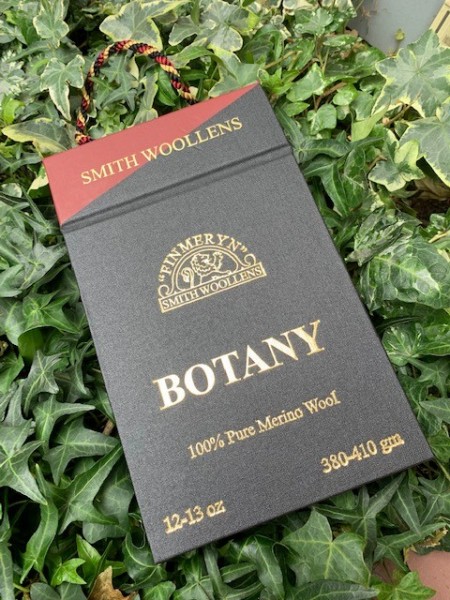 SMITH WOOLLENS
"FINMERYN"
SMITH WOOLLENS
BOTANY
100% Pure Merino Wool
12-13 oz
380-410 gm